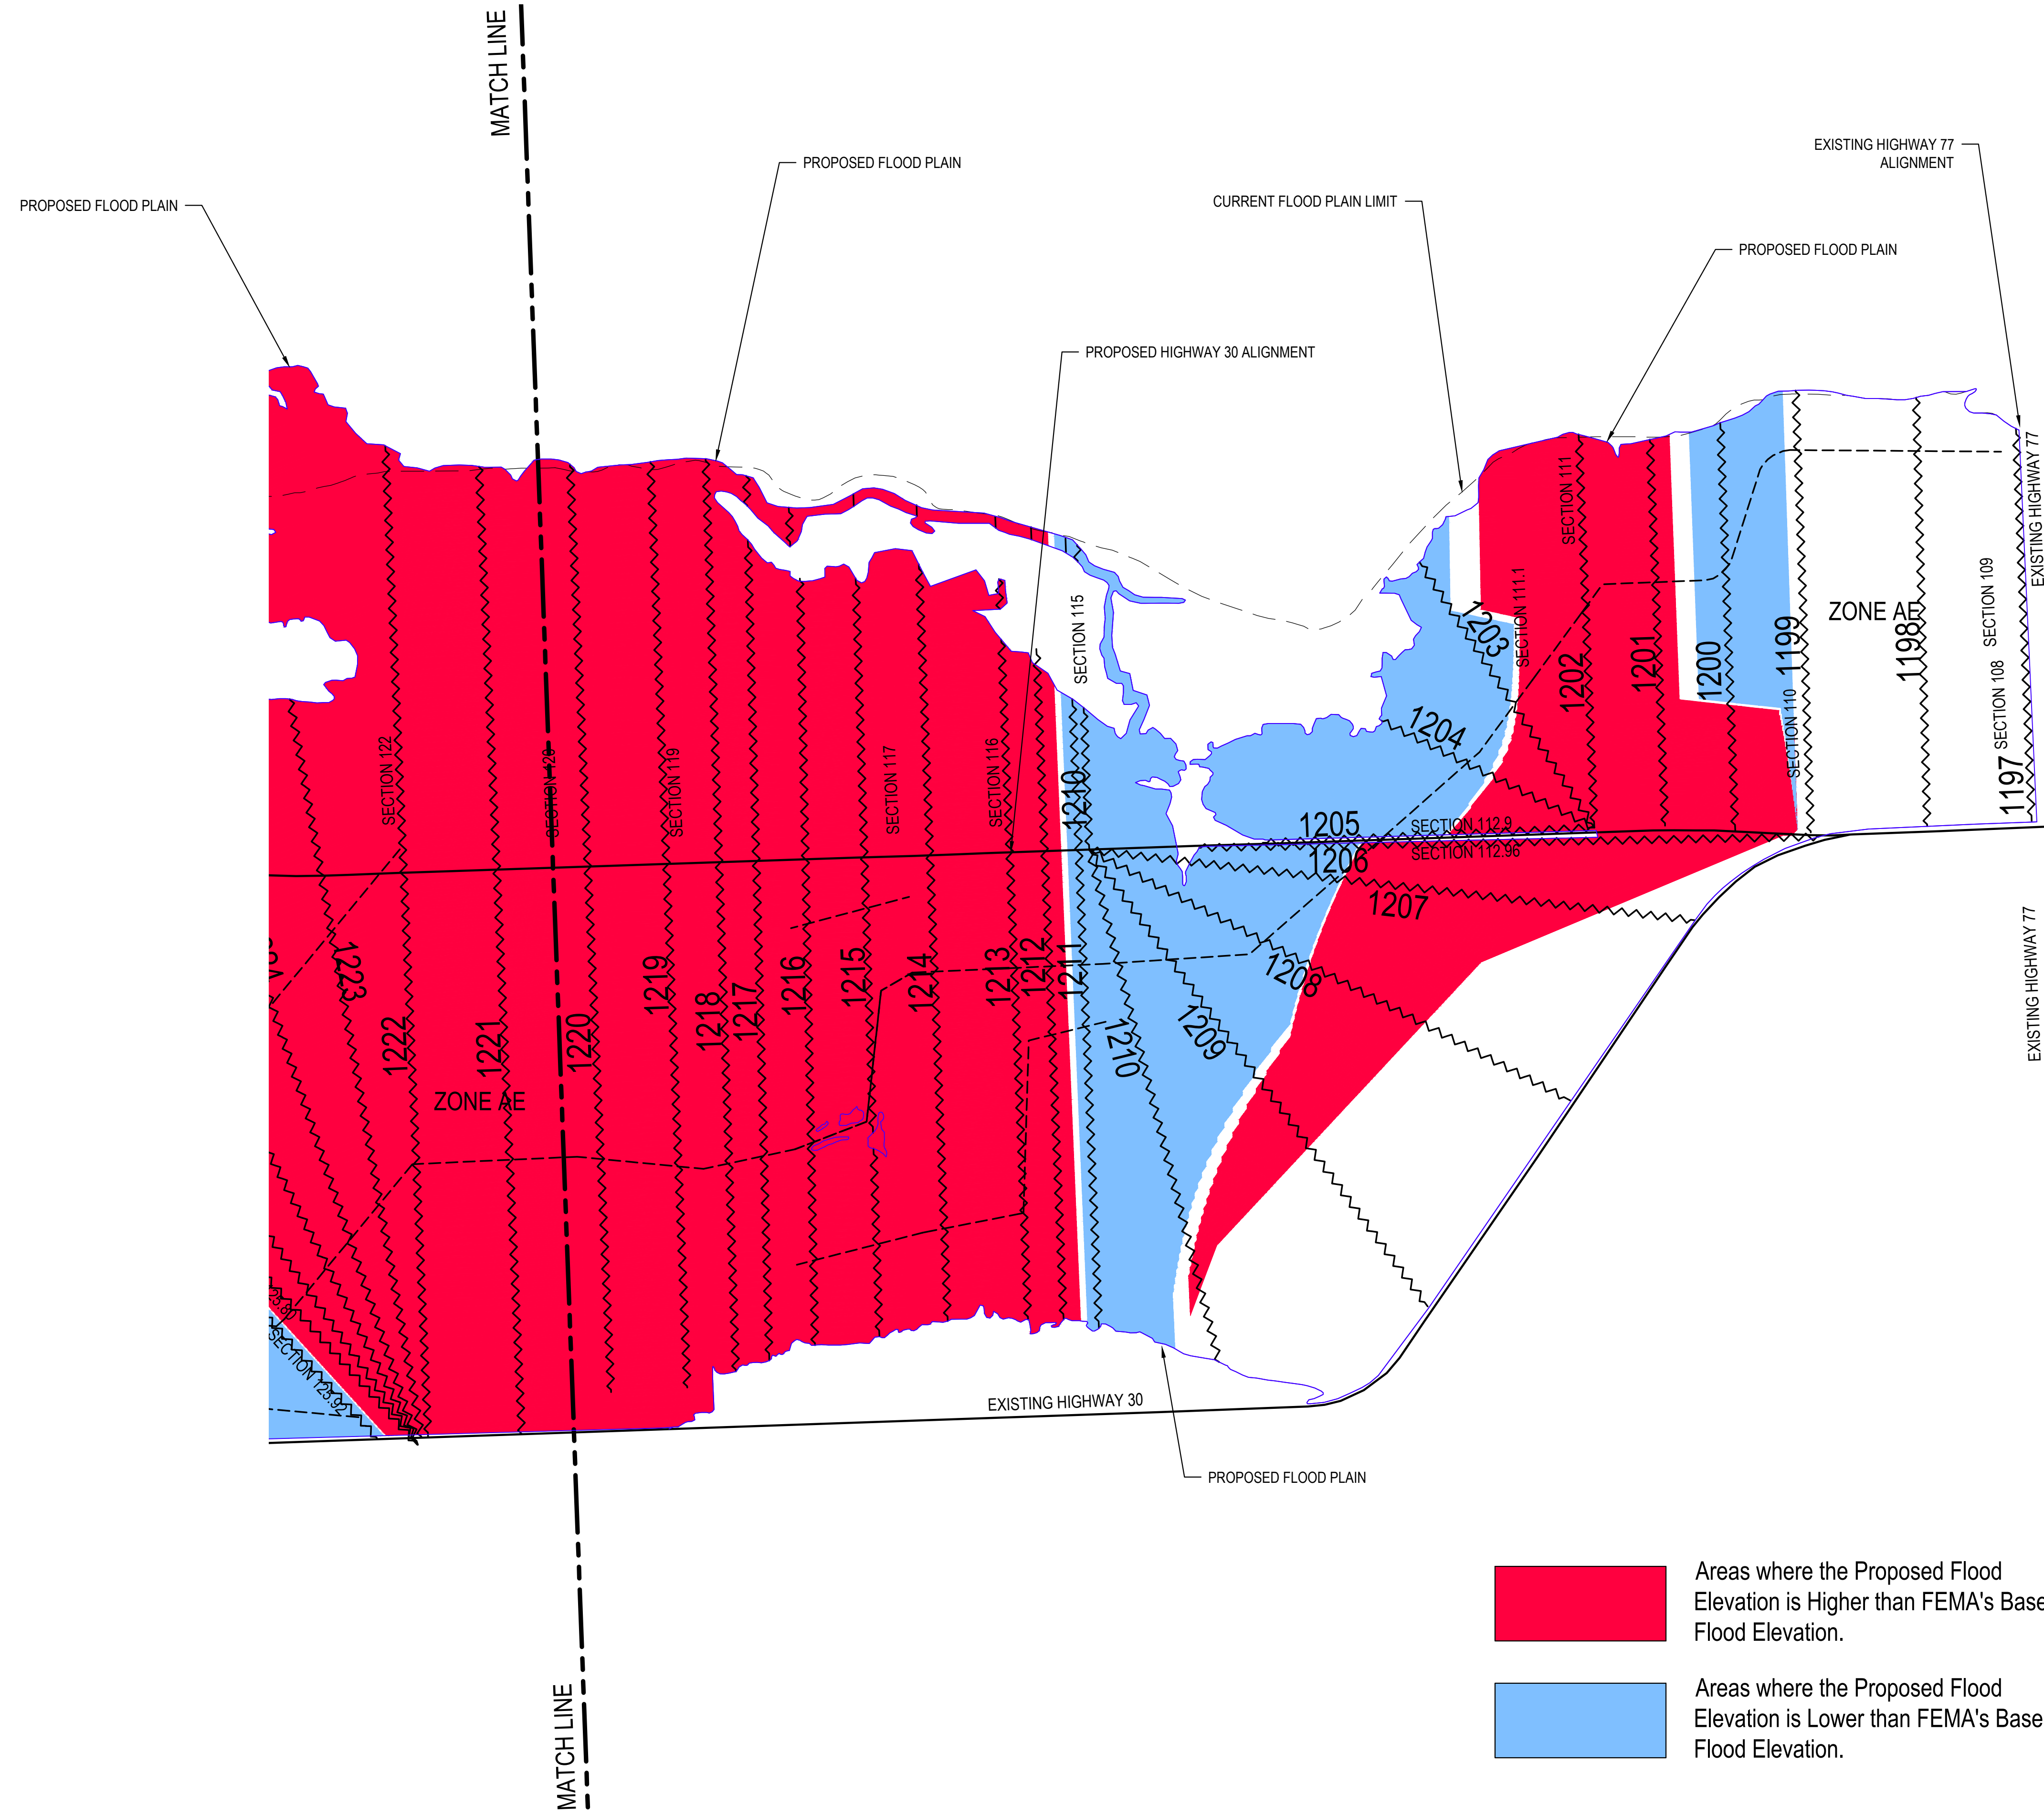 MATCH LINE
PROPOSED FLOOD PLAIN
PROPOSED FLOOD PLAIN
EXISTING HIGHWAY 77
ALIGNMENT
CURRENT FLOOD PLAIN LIMIT
PROPOSED FLOOD PLAIN
PROPOSED HIGHWAY 30 ALIGNMENT
EXISTING HIGHWAY 77
SECTION 111
SECTION 111.1
SECTION 115
1203
ZONE AE
1202
1201
1200
1199
1198
SECTION 109
SECTION 108
1197
SECTION 110
1204
SECTION 122
SECTION 120
SECTION 119
SECTION 117
SECTION 116
1210
1205
SECTION 112.9
1206
SECTION 112.96
1207
1208
1223
1222
1221
1220
1219
1218
1217
1216
1215
1214
1213
1212
1211
1210
1209
ZONE AE
EXISTING HIGHWAY 77
SECTION 125.92
EXISTING HIGHWAY 30
PROPOSED FLOOD PLAIN
Areas where the Proposed Flood
Elevation is Higher than FEMA's Base
Flood Elevation.
Areas where the Proposed Flood
Elevation is Lower than FEMA's Base
Flood Elevation.
MATCH LINE